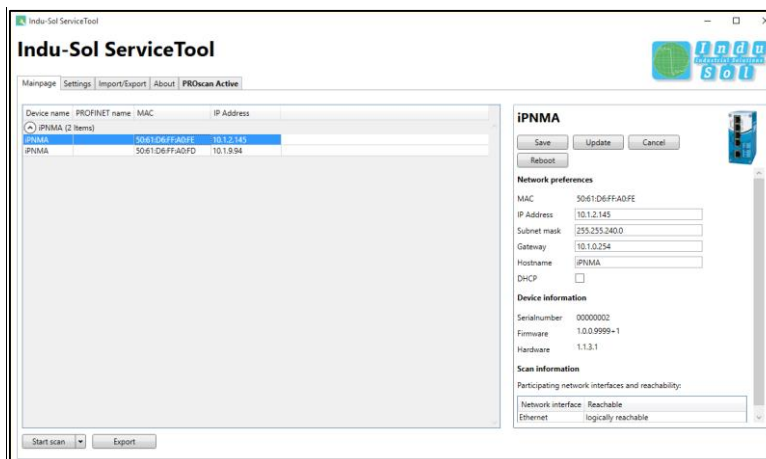 Indu-Sol ServiceTool
Indu-Sol ServiceTool
Indu
Industrial Solutions
Sol
Mainpage Settings Import/Export About PROscan Active
Device name PROFINET name MAC IP Address
iPNMA (2 Items)
iPNMA 50:61:D6:FF:A0:FE 10.1.2.145
iPNMA 50:61:D6:FF:A0:FD 10.1.9.94
iPNMA
Save Update Cancel
Reboot
Network preferences
MAC 50:61:D6:FF:A0:FE
IP Address 10.1.2.145
Subnet mask 255.255.240.0
Gateway 10.1.0.254
Hostname iPNMA
DHCP
Device information
Serialnumber 00000002
Firmware 1.0.0.9999+1
Hardware 1.1.3.1
Scan information
Participating network interfaces and reachability:
Network interface Reachable
Ethernet logically reachable
Start scan Export